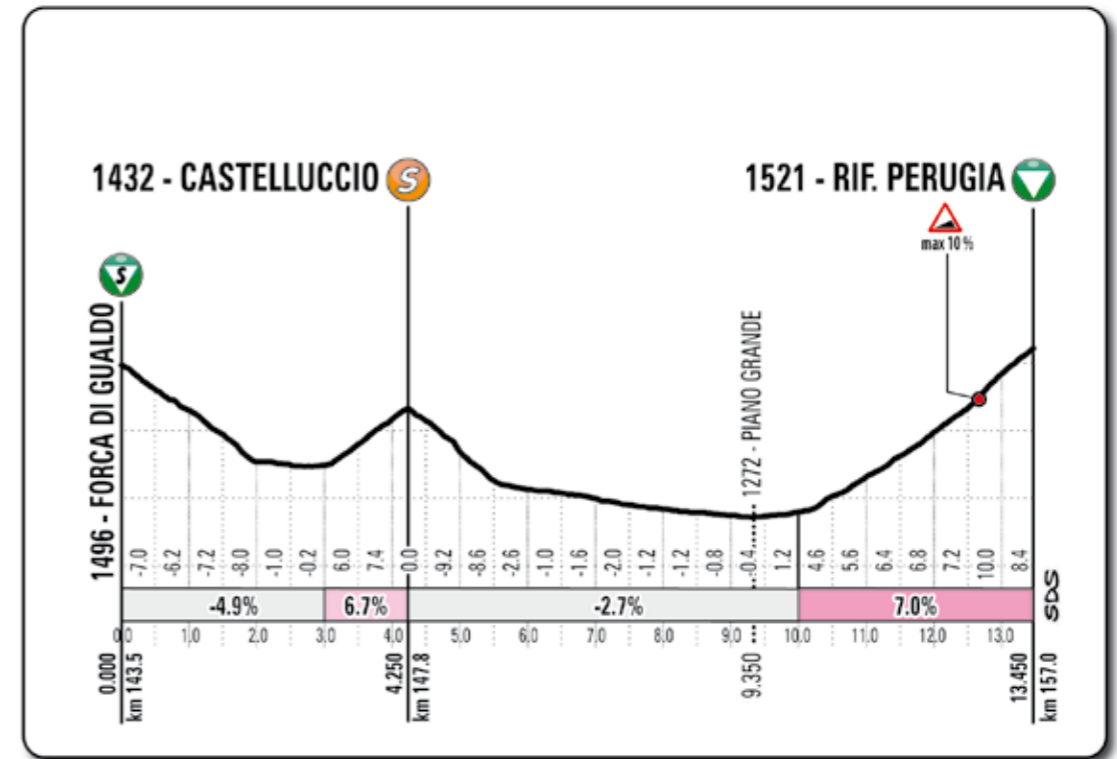 1432 - CASTELLUCCIO S
1521 - RIF. PERUGIA
max 10%
S
1496 - FORCA DI GUALDO
1272 - PIANO GRANDE
-7.0 -6.2 -7.2 -8.0 -1.0 -0.2 6.0 7.4 0.0 -9.2 -8.6 -2.6 -1.0 -1.6 -2.0 -1.2 -1.2 -0.8 -0.4 1.2 4.6 5.6 6.4 6.8 7.2 10.0 8.4
-4.9% 6.7% -2.7% 7.0%
SDS
0.0 1.0 2.0 3.0 4.0 5.0 6.0 7.0 8.0 9.0 10.0 11.0 12.0 13.0
0.000
km 143.5
4.250
km 147.8
9.350
13.450
km 157.0